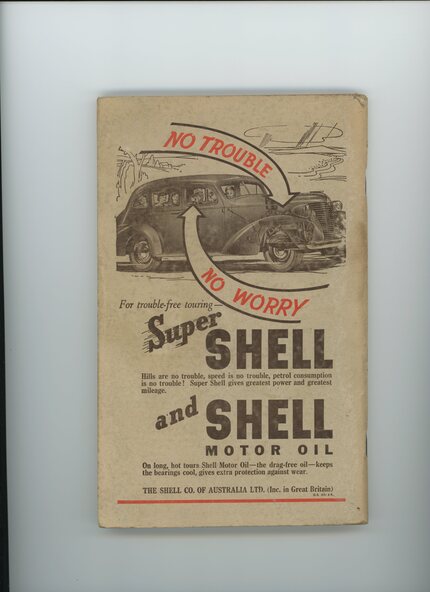 NO TROUBLE
NO WORRY
For trouble-free touring—
Super
SHELL
Hills are no trouble, speed is no trouble, petrol consumption
is no trouble! Super Shell gives greatest power and greatest
mileage.
and
SHELL
MOTOR OIL
On long, hot tours Shell Motor Oil—the drag-free oil—keeps
the bearings cool, gives extra protection against wear.
THE SHELL CO. OF AUSTRALIA LTD. (Inc. in Great Britain)